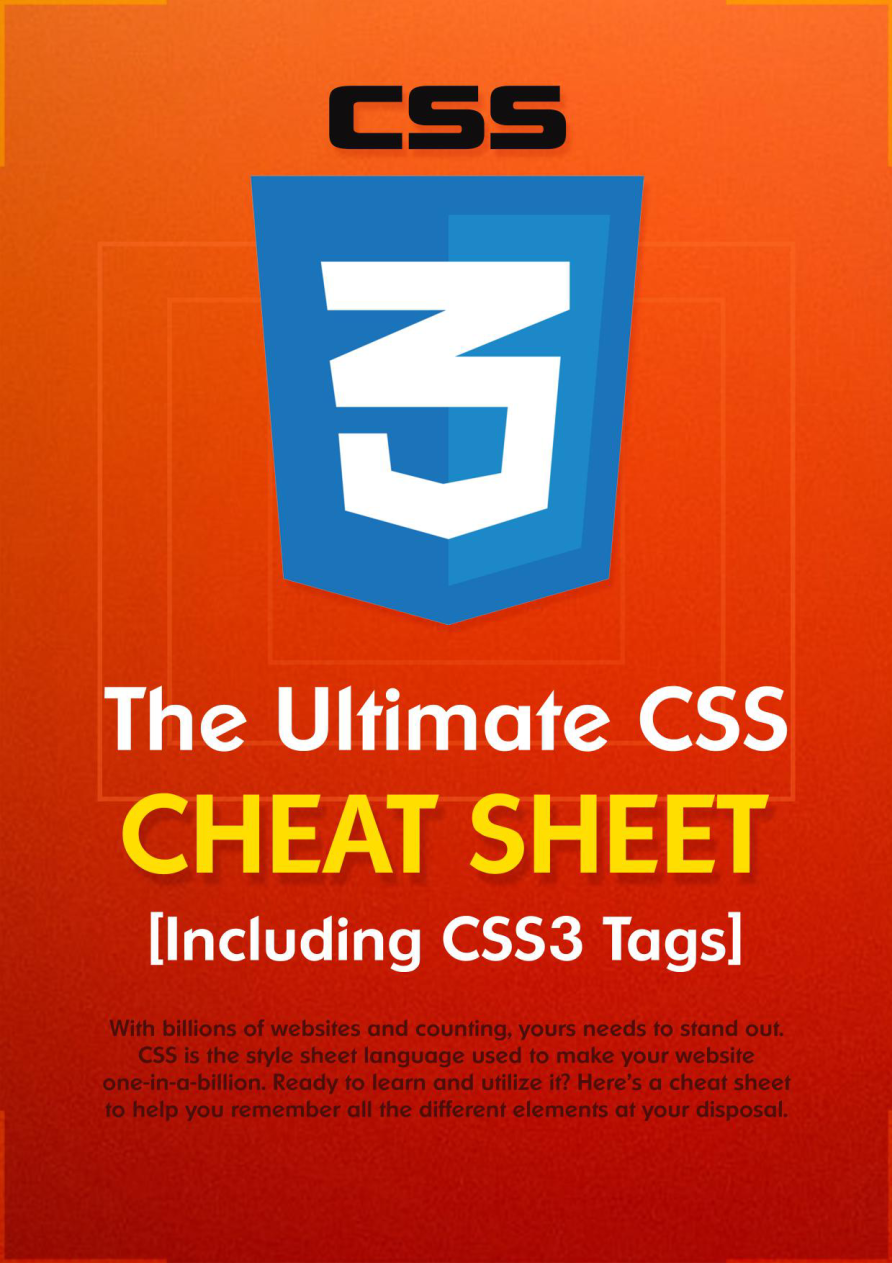 CSS
3
The Ultimate CSS
CHEAT SHEET
[Including CSS3 Tags]
With billions of websites and counting, yours needs to stand out.
CSS is the style sheet language used to make your website
one-in-a-billion. Ready to learn and utilize it? Here's a cheat sheet
to help you remember all the different elements at your disposal.